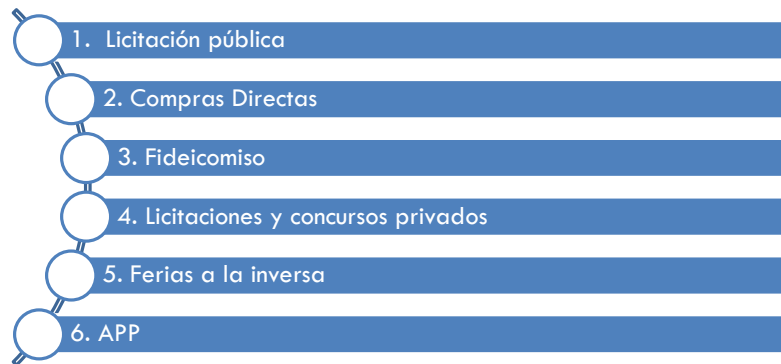 1. Licitación pública
2. Compras Directas
3. Fideicomiso
4. Licitaciones y concursos privados
5. Ferias a la inversa
6. APP